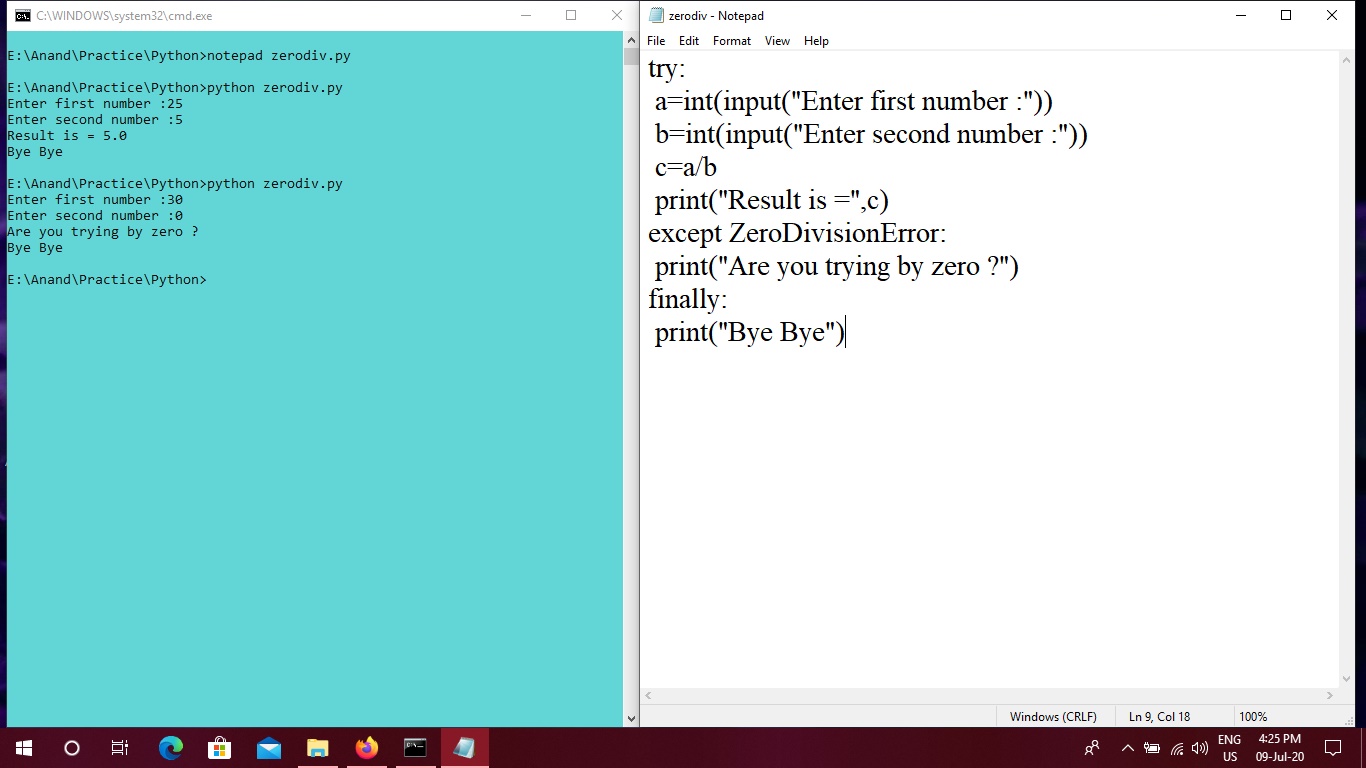 C:\WINDOWS\system32\cmd.exe
E:\Anand\Practice\Python>notepad zerodiv.py
E:\Anand\Practice\Python>python zerodiv.py
Enter first number :25
Enter second number :5
Result is = 5.0
Bye Bye
E:\Anand\Practice\Python>python zerodiv.py
Enter first number :30
Enter second number :0
Are you trying by zero ?
Bye Bye
E:\Anand\Practice\Python>
zerodiv - Notepad
File Edit Format View Help
try:
 a=int(input("Enter first number :"))
 b=int(input("Enter second number :"))
 c=a/b
 print("Result is =",c)
except ZeroDivisionError:
 print("Are you trying by zero ?")
finally:
 print("Bye Bye")
Windows (CRLF) Ln 9, Col 18 100%
ENG
US
4:25 PM
09-Jul-20